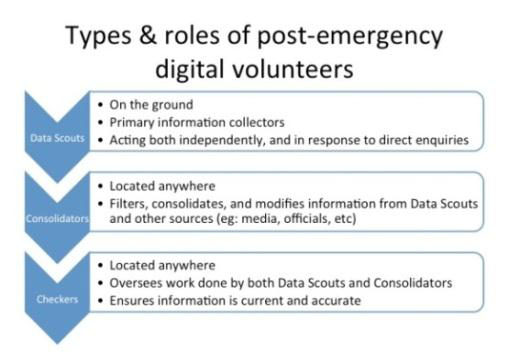 Types & roles of post-emergency
digital volunteers
Data Scouts
• On the ground
• Primary information collectors
• Acting both independently, and in response to direct enquiries
Consolidators
• Located anywhere
• Filters, consolidates, and modifies information from Data Scouts
and other sources (eg: media, officials, etc)
Checkers
• Located anywhere
• Oversees work done by both Data Scouts and Consolidators
• Ensures information is current and accurate